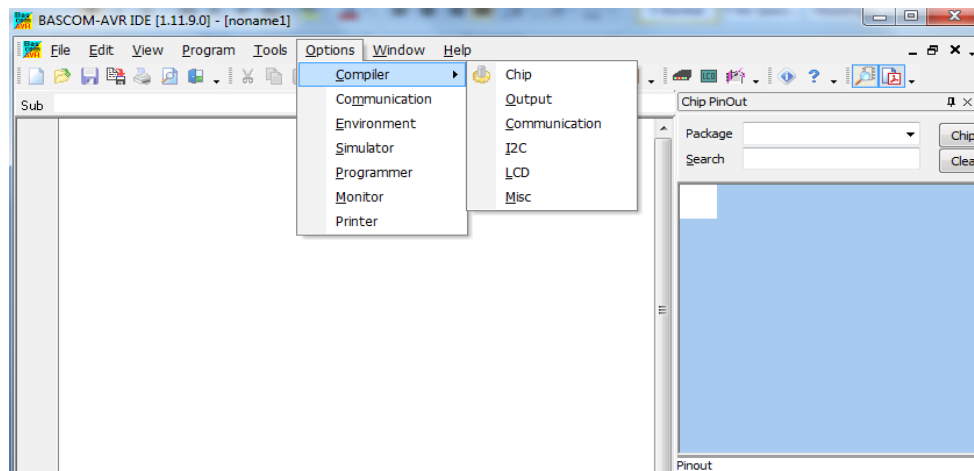 BASCOM-AVR IDE [1.11.9.0] - [noname1]
File Edit View Program Tools Options Window Help
Sub
Compiler
Communication
Environment
Simulator
Programmer
Monitor
Printer
Chip
Output
Communication
I2C
LCD
Misc
Chip PinOut
Package
Chip
Search
Clea
Pinout